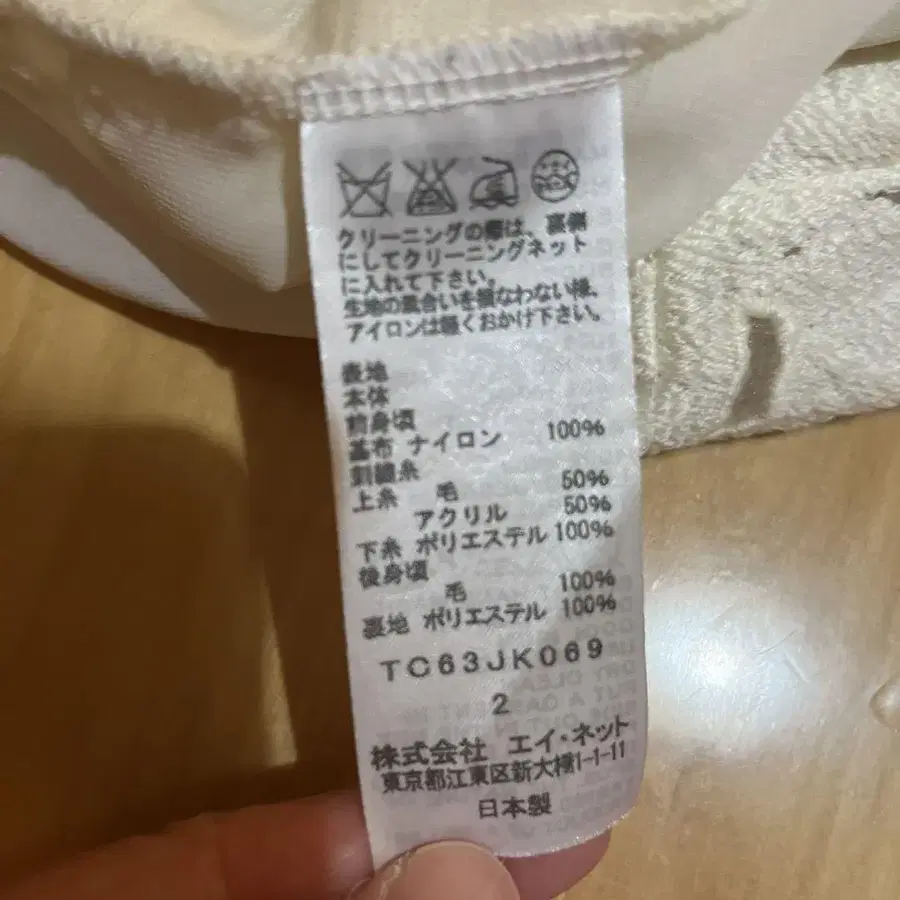 クリーニングの際は、裏側
にしてクリーニングネット
に入れて下さい。
生地の風合いを損なわない様、
アイロンは軽くおかけ下さい。
表地
本体
前身頃
基布 ナイロン 100%
刺繍糸
上糸 毛 50%
アクリル 50%
下糸 ポリエステル 100%
後身頃
毛 100%
裏地 ポリエステル 100%
TC63JK069
2
株式会社 エイ・ネット
東京都江東区新大橋1-1-11
日本製